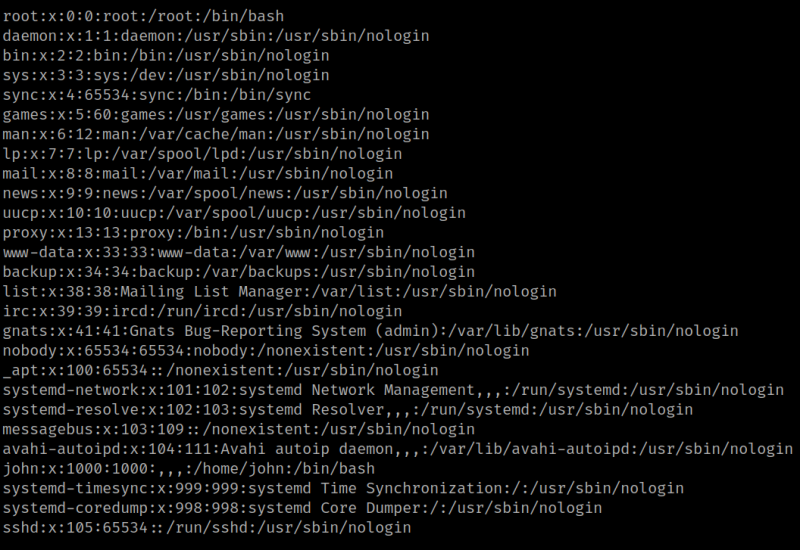 root:x:0:0:root:/root:/bin/bash
daemon:x:1:1:daemon:/usr/sbin:/usr/sbin/nologin
bin:x:2:2:bin:/bin:/usr/sbin/nologin
sys:x:3:3:sys:/dev:/usr/sbin/nologin
sync:x:4:65534:sync:/bin:/bin/sync
games:x:5:60:games:/usr/games:/usr/sbin/nologin
man:x:6:12:man:/var/cache/man:/usr/sbin/nologin
lp:x:7:7:lp:/var/spool/lpd:/usr/sbin/nologin
mail:x:8:8:mail:/var/mail:/usr/sbin/nologin
news:x:9:9:news:/var/spool/news:/usr/sbin/nologin
uucp:x:10:10:uucp:/var/spool/uucp:/usr/sbin/nologin
proxy:x:13:13:proxy:/bin:/usr/sbin/nologin
www-data:x:33:33:www-data:/var/www:/usr/sbin/nologin
backup:x:34:34:backup:/var/backups:/usr/sbin/nologin
list:x:38:38:Mailing List Manager:/var/list:/usr/sbin/nologin
irc:x:39:39:ircd:/run/ircd:/usr/sbin/nologin
gnats:x:41:41:Gnats Bug-Reporting System (admin):/var/lib/gnats:/usr/sbin/nologin
nobody:x:65534:65534:nobody:/nonexistent:/usr/sbin/nologin
_apt:x:100:65534::/nonexistent:/usr/sbin/nologin
systemd-network:x:101:102:systemd Network Management,,,:/run/systemd:/usr/sbin/nologin
systemd-resolve:x:102:103:systemd Resolver,,,:/run/systemd:/usr/sbin/nologin
messagebus:x:103:109::/nonexistent:/usr/sbin/nologin
avahi-autoipd:x:104:111:Avahi autoip daemon,,,:/var/lib/avahi-autoipd:/usr/sbin/nologin
john:x:1000:1000:,,,:/home/john:/bin/bash
systemd-timesync:x:999:999:systemd Time Synchronization:/:/usr/sbin/nologin
systemd-coredump:x:998:998:systemd Core Dumper:/:/usr/sbin/nologin
sshd:x:105:65534::/run/sshd:/usr/sbin/nologin